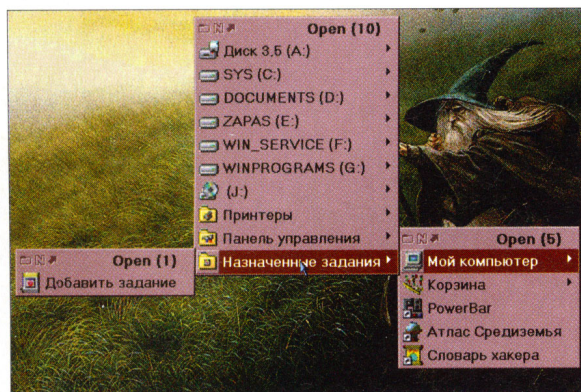 Open (10)
Диск 3,5 (A:)
SYS (C:)
DOCUMENTS (D:)
ZAPAS (E:)
WIN_SERVICE (F:)
WINPROGRAMS (G:)
(J:)
Принтеры
Панель управления
Назначенные задания
Open (1)
Добавить задание
Open (5)
Мой компьютер
Корзина
PowerBar
Атлас Средиземья
Словарь хакера